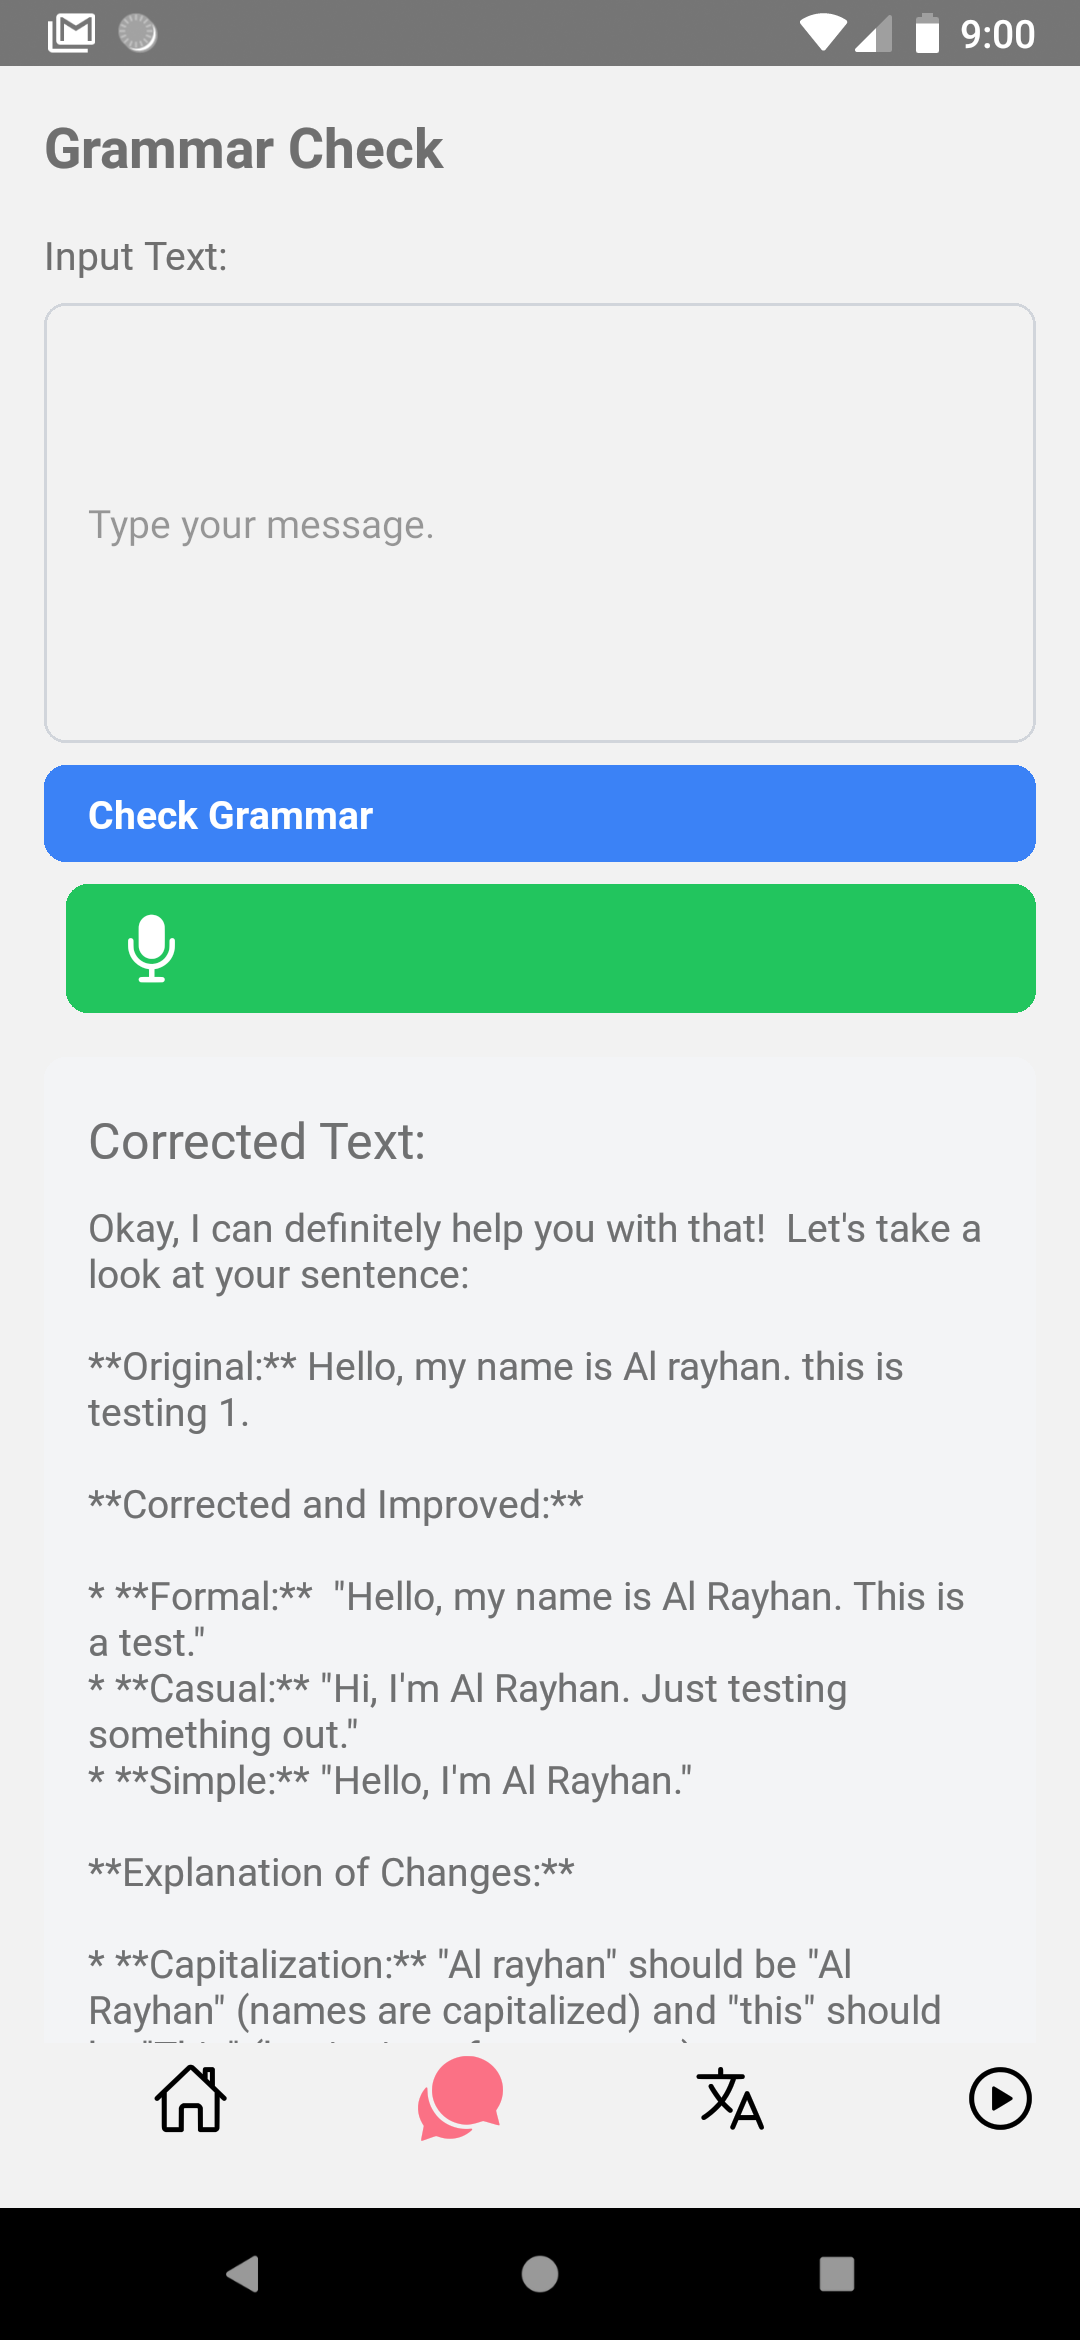 9:00
Grammar Check
Input Text:
Type your message.
Check Grammar
Corrected Text:
Okay, I can definitely help you with that!  Let's take a
look at your sentence:
**Original:** Hello, my name is Al rayhan. this is
testing 1.
**Corrected and Improved:**
* **Formal:**  "Hello, my name is Al Rayhan. This is
a test."
* **Casual:** "Hi, I'm Al Rayhan. Just testing
something out."
* **Simple:** "Hello, I'm Al Rayhan."
**Explanation of Changes:**
* **Capitalization:** "Al rayhan" should be "Al
Rayhan" (names are capitalized) and "this" should